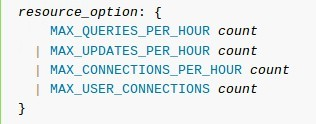 resource_option: {
MAX_QUERIES_PER_HOUR count
| MAX_UPDATES_PER_HOUR count
| MAX_CONNECTIONS_PER_HOUR count
| MAX_USER_CONNECTIONS count
}